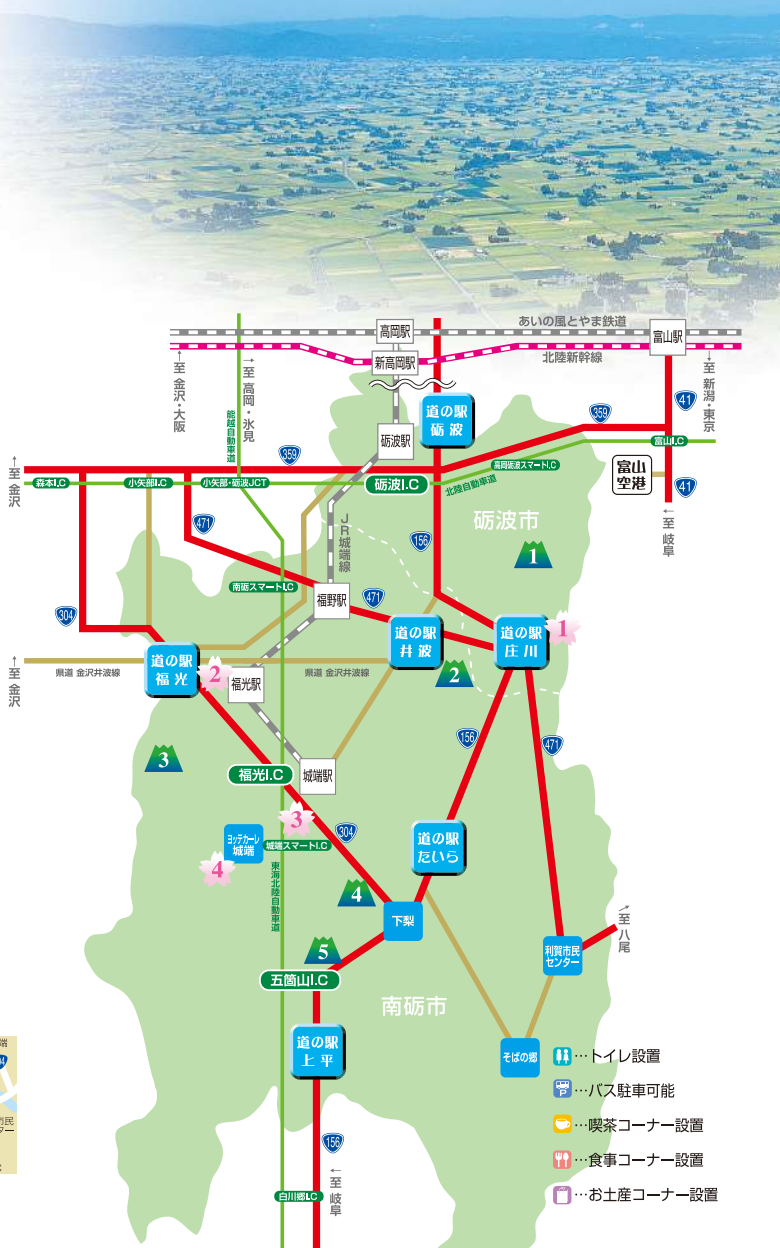 高岡駅
あいの風とやま鉄道
富山駅
新高岡駅
北陸新幹線
←至 金沢・大阪
←至 高岡・氷見
→至 新潟・東京
能越自動車道
道の駅
砺波
砺波駅
359
41
富山I.C
359
高岡砺波スマートI.C
←至 金沢
森本I.C
小矢部I.C
小矢部・砺波JCT
砺波I.C
北陸自動車道
富山
空港
41
←至 岐阜
471
JR城端線
156
砺波市
1
南砺スマートI.C
福野駅
471
304
道の駅
井波
道の駅
庄川
1
←至 金沢
県道 金沢井波線
道の駅
福光
2
福光駅
県道 金沢井波線
2
3
156
471
福光I.C
城端駅
3
304
ヨッテカーレ
城端
城端スマートI.C
道の駅
たいら
4
東海北陸自動車道
4
下梨
→至 八尾
5
利賀市民
センター
五箇山I.C
南砺市
道の駅
上平
そばの郷
…トイレ設置
P
…バス駐車可能
…喫茶コーナー設置
156
…食事コーナー設置
←至 岐阜
白川郷I.C
…お土産コーナー設置